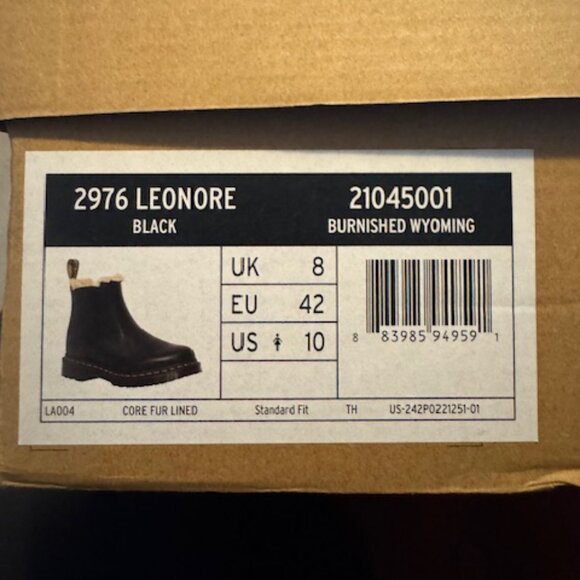 2976 LEONORE 21045001
BLACK BURNISHED WYOMING
UK 8
EU 42
US 10
8 83985 94959 1
LA004 CORE FUR LINED Standard Fit TH US-242P0221251-01